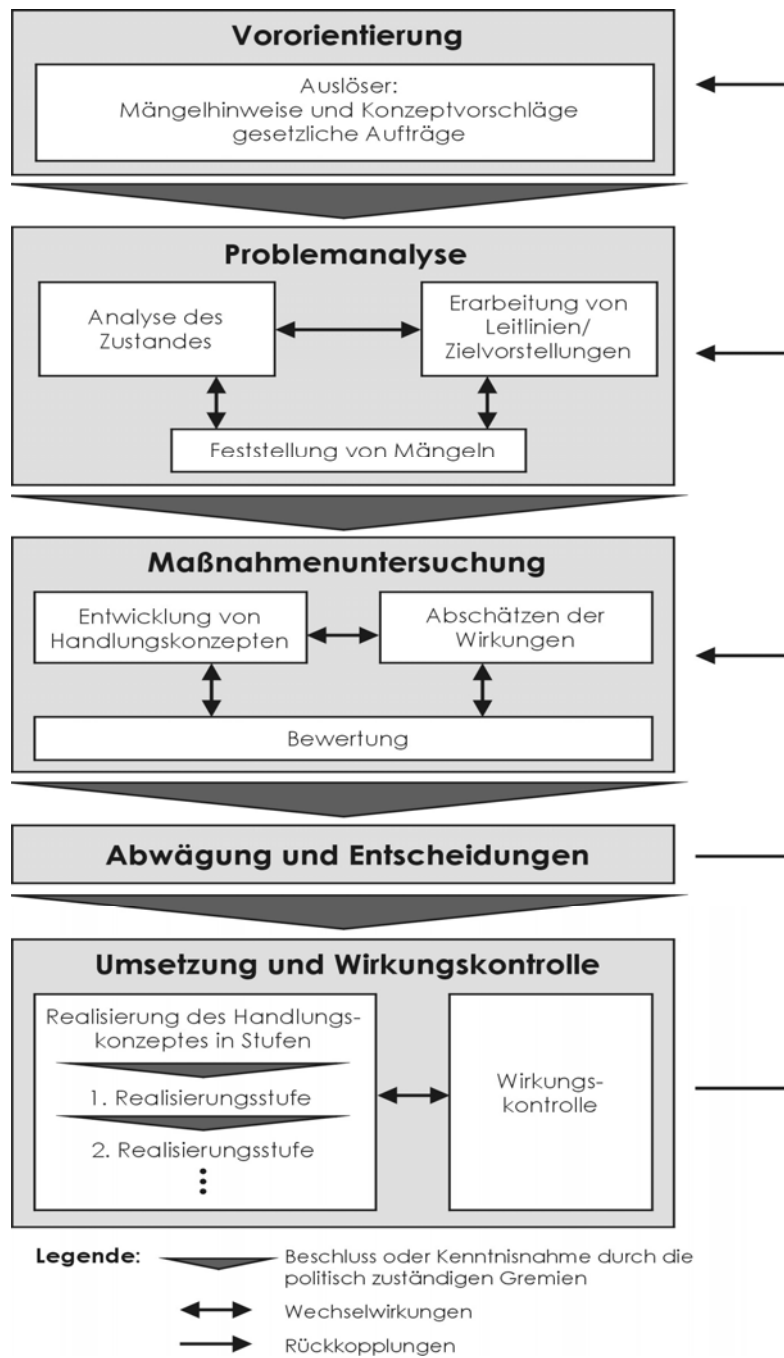 Vororientierung
Auslöser:
Mängelhinweise und Konzeptvorschläge
gesetzliche Aufträge
Problemanalyse
Analyse des
Zustandes
Erarbeitung von
Leitlinien/
Zielvorstellungen
Feststellung von Mängeln
Maßnahmenuntersuchung
Entwicklung von
Handlungskonzepten
Abschätzen der
Wirkungen
Bewertung
Abwägung und Entscheidungen
Umsetzung und Wirkungskontrolle
Realisierung des Handlungs-
konzeptes in Stufen
1. Realisierungsstufe
2. Realisierungsstufe
Wirkungs-
kontrolle
Legende:
Beschluss oder Kenntnisnahme durch die
politisch zuständigen Gremien
Wechselwirkungen
Rückkopplungen